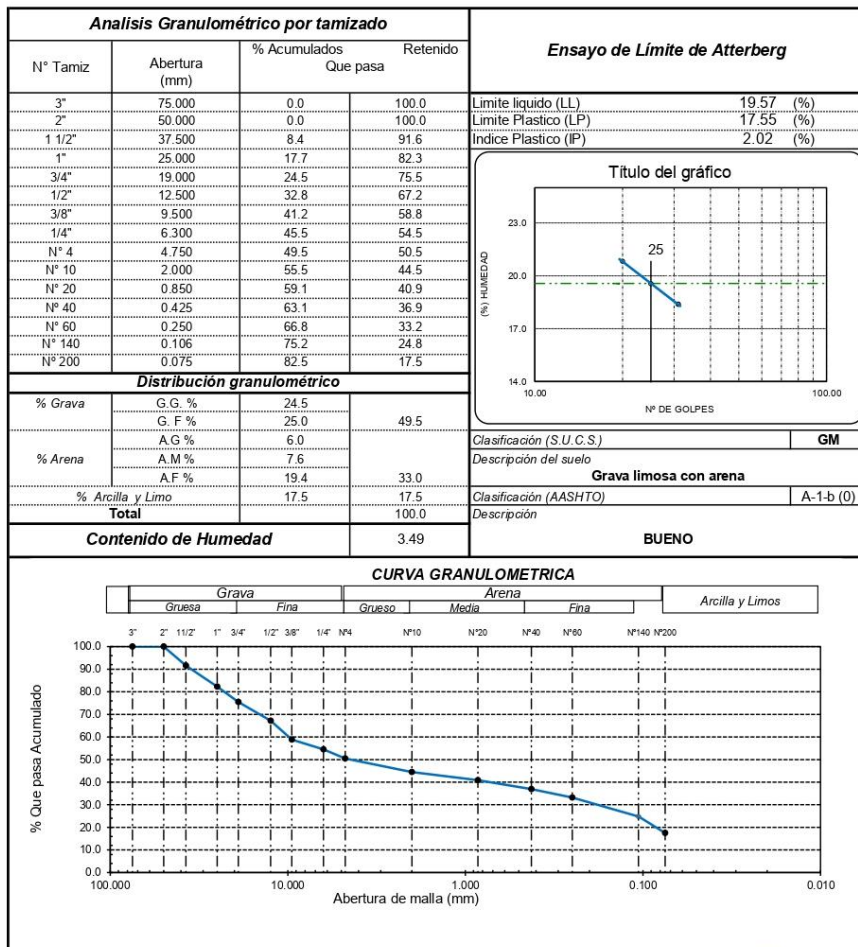 Analisis Granulométrico por tamizado
N° Tamiz Abertura (mm) % Acumulados Retenido Que pasa
3" 75.000 0.0 100.0
2" 50.000 0.0 100.0
1 1/2" 37.500 8.4 91.6
1" 25.000 17.7 82.3
3/4" 19.000 24.5 75.5
1/2" 12.500 32.8 67.2
3/8" 9.500 41.2 58.8
1/4" 6.300 45.5 54.5
N° 4 4.750 49.5 50.5
N° 10 2.000 55.5 44.5
N° 20 0.850 59.1 40.9
Nº 40 0.425 63.1 36.9
N° 60 0.250 66.8 33.2
N° 140 0.106 75.2 24.8
Nº 200 0.075 82.5 17.5
Distribución granulométrico
% Grava G.G. % 24.5
G. F % 25.0 49.5
A.G % 6.0
% Arena A.M % 7.6
A.F % 19.4 33.0
% Arcilla y Limo 17.5 17.5
Total 100.0
Contenido de Humedad 3.49
Ensayo de Límite de Atterberg
Limite liquido (LL) 19.57 (%)
Limite Plastico (LP) 17.55 (%)
Indice Plastico (IP) 2.02 (%)
Título del gráfico
23.0
20.0
17.0
14.0
(%) HUMEDAD
25
10.00 100.00
Nº DE GOLPES
Clasificación (S.U.C.S.) GM
Descripción del suelo
Grava limosa con arena
Clasificación (AASHTO) A-1-b (0)
Descripción
BUENO
CURVA GRANULOMETRICA
Grava Arena Arcilla y Limos
Gruesa Fina Grueso Media Fina
3" 2" 11/2' 1" 3/4" 1/2" 3/8" 1/4" Nº4 Nº10 Nº20 Nº40 Nº60 Nº140 Nº200
100.0
90.0
80.0
70.0
60.0
50.0
40.0
30.0
20.0
10.0
0.0
% Que pasa Acumulado
100.000 10.000 1.000 0.100 0.010
Abertura de malla (mm)